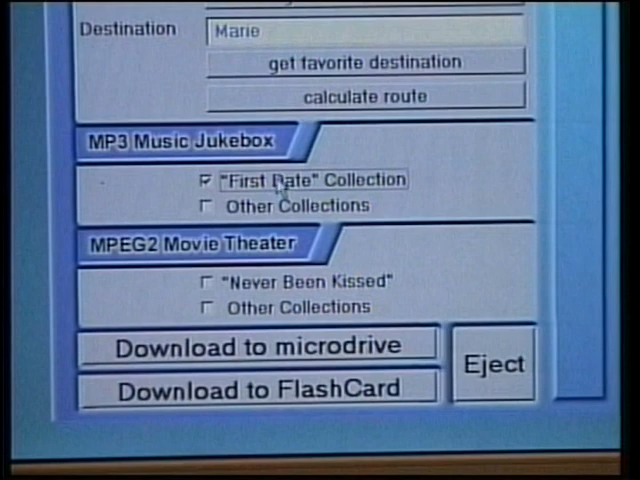 Destination
Marie
get favorite destination
calculate route
MP3 Music Jukebox
"First Date" Collection
Other Collections
MPEG2 Movie Theater
"Never Been Kissed"
Other Collections
Download to microdrive
Download to FlashCard
Eject